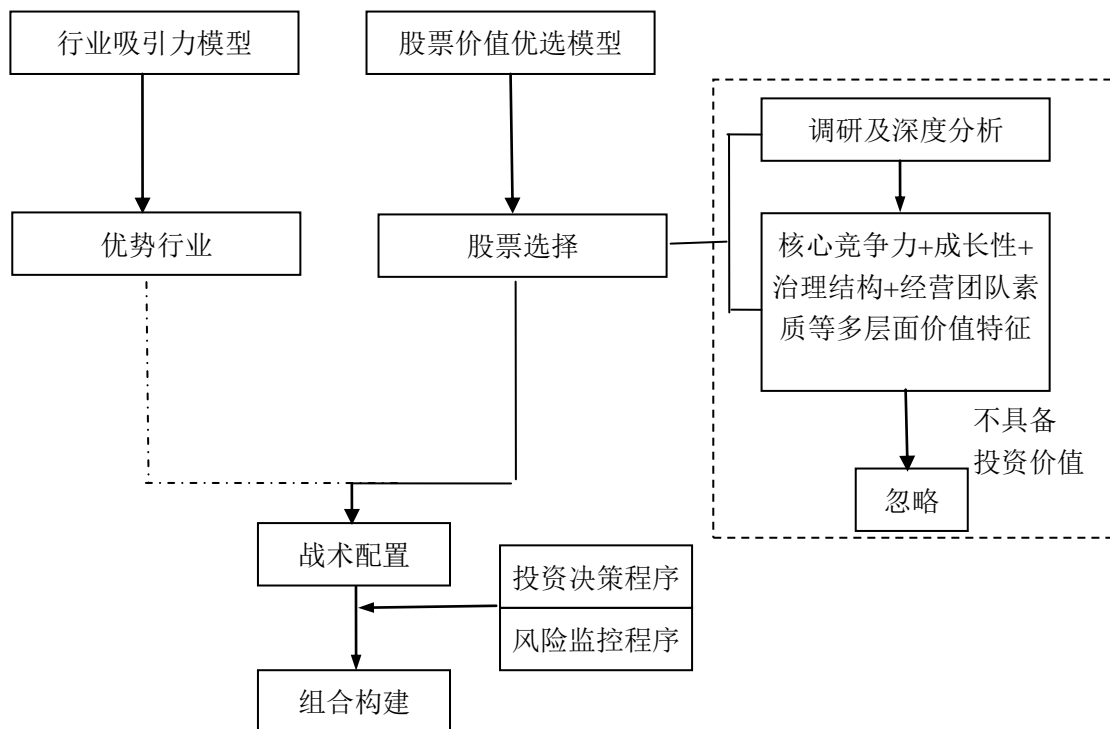 行业吸引力模型
股票价值优选模型
调研及深度分析
优势行业
股票选择
核心竞争力+成长性+
治理结构+经营团队素
质等多层面价值特征
不具备
投资价值
忽略
战术配置
投资决策程序
风险监控程序
组合构建